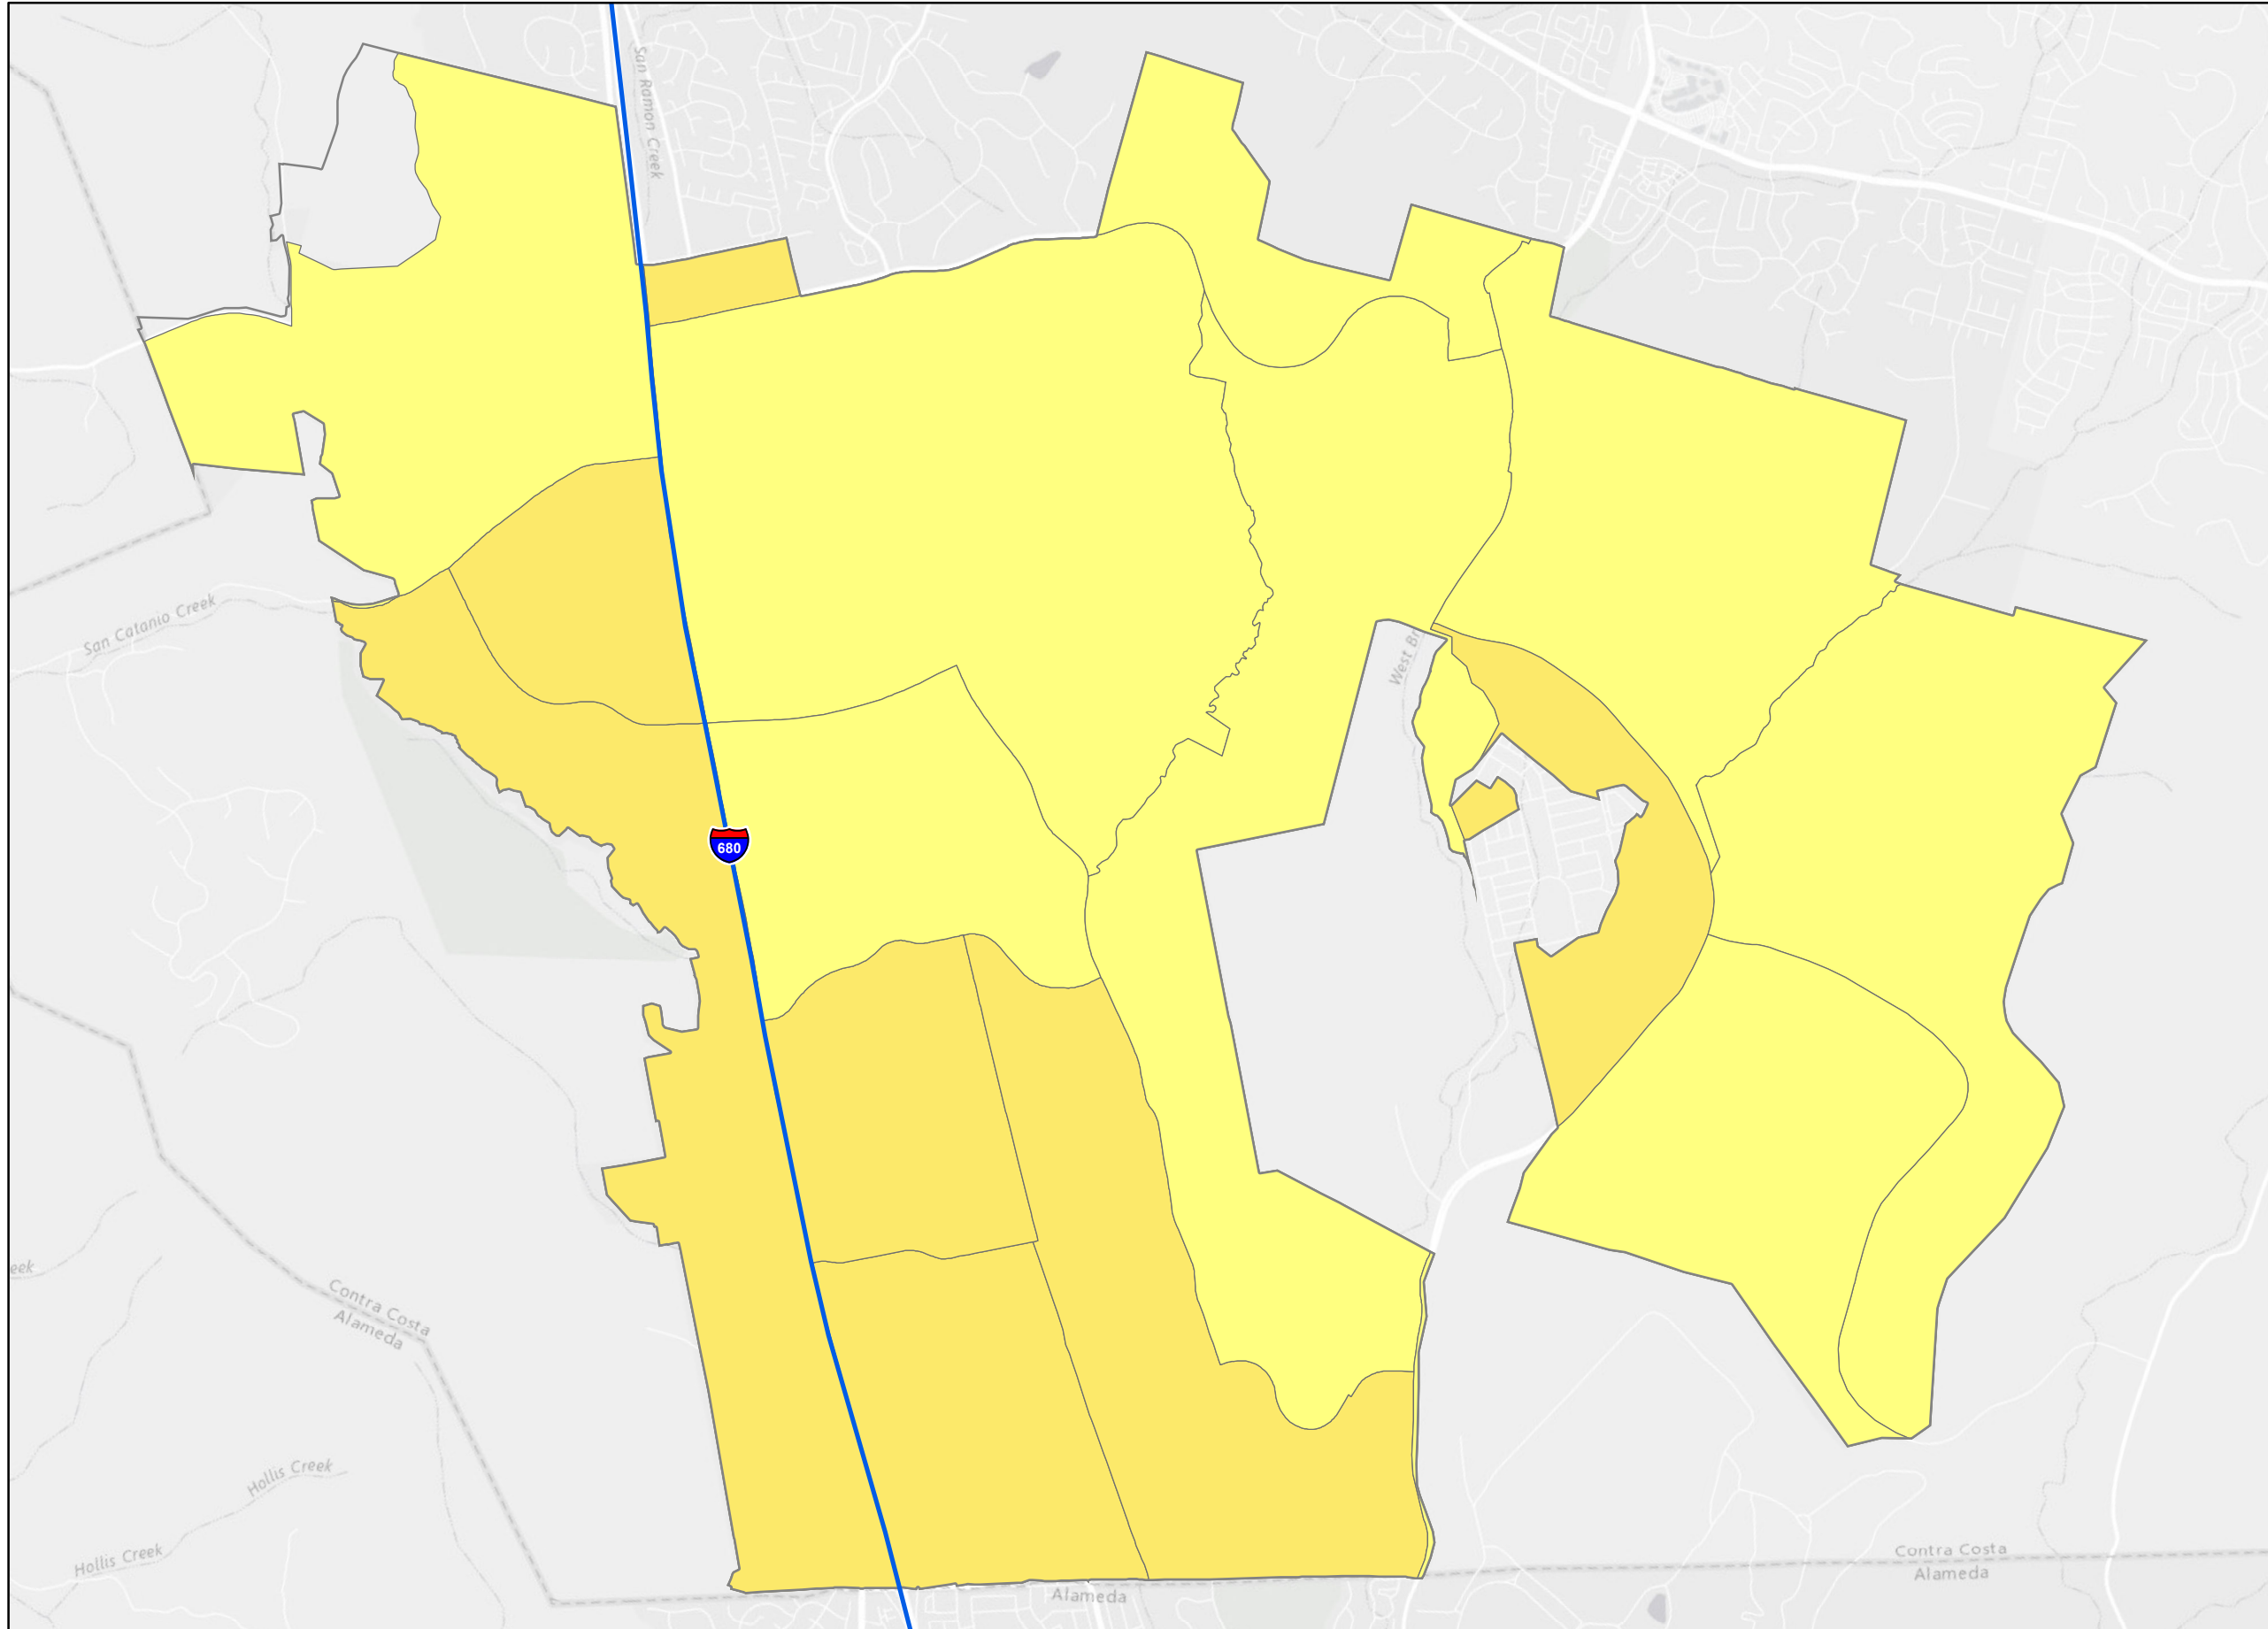 San Ramon Creek
San Catanio Creek
West Br
680
eek
Contra Costa
Alameda
Hollis Creek
Hollis Creek
Contra Costa
Alameda
Alameda